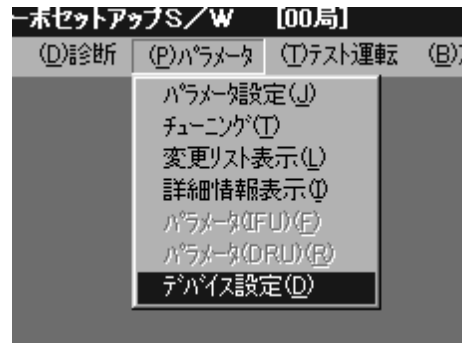 ーボセットアップS/W [00局]
(D)診断 (P)パラメータ (T)テスト運転 (B)
パラメータ設定(J)
チューニング(T)
変更リスト表示(L)
詳細情報表示(I)
パラメータ(IFU)(F)
パラメータ(DRU)(R)
デバイス設定(D)